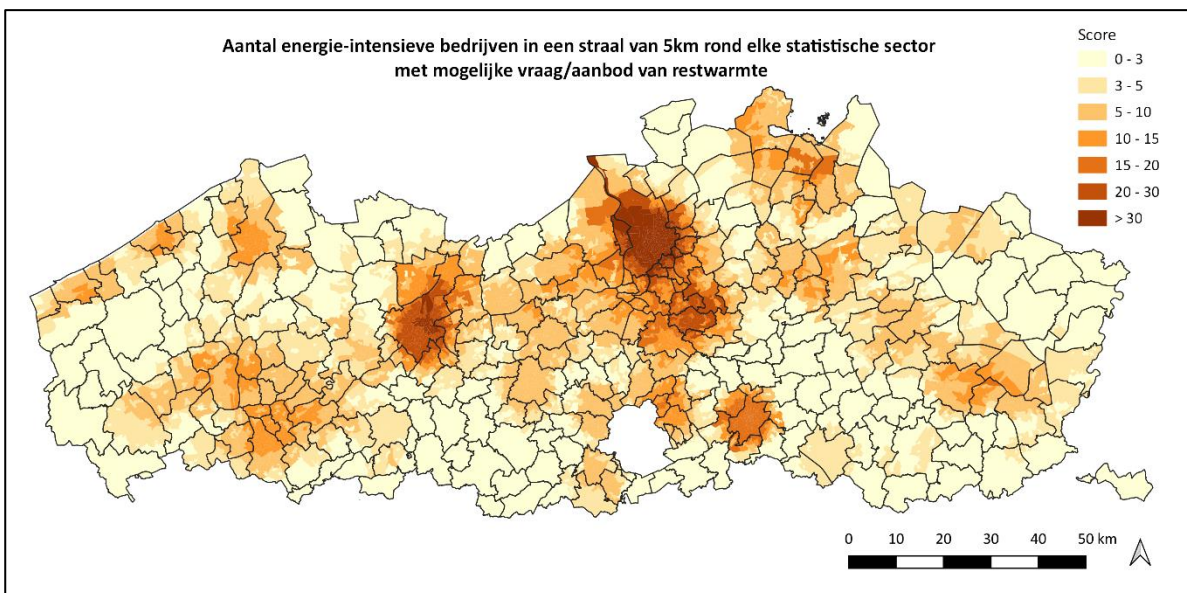 Aantal energie-intensieve bedrijven in een straal van 5km rond elke statistische sector
met mogelijke vraag/aanbod van restwarmte
Score
0 - 3
3 - 5
5 - 10
10 - 15
15 - 20
20 - 30
> 30
0 10 20 30 40 50 km